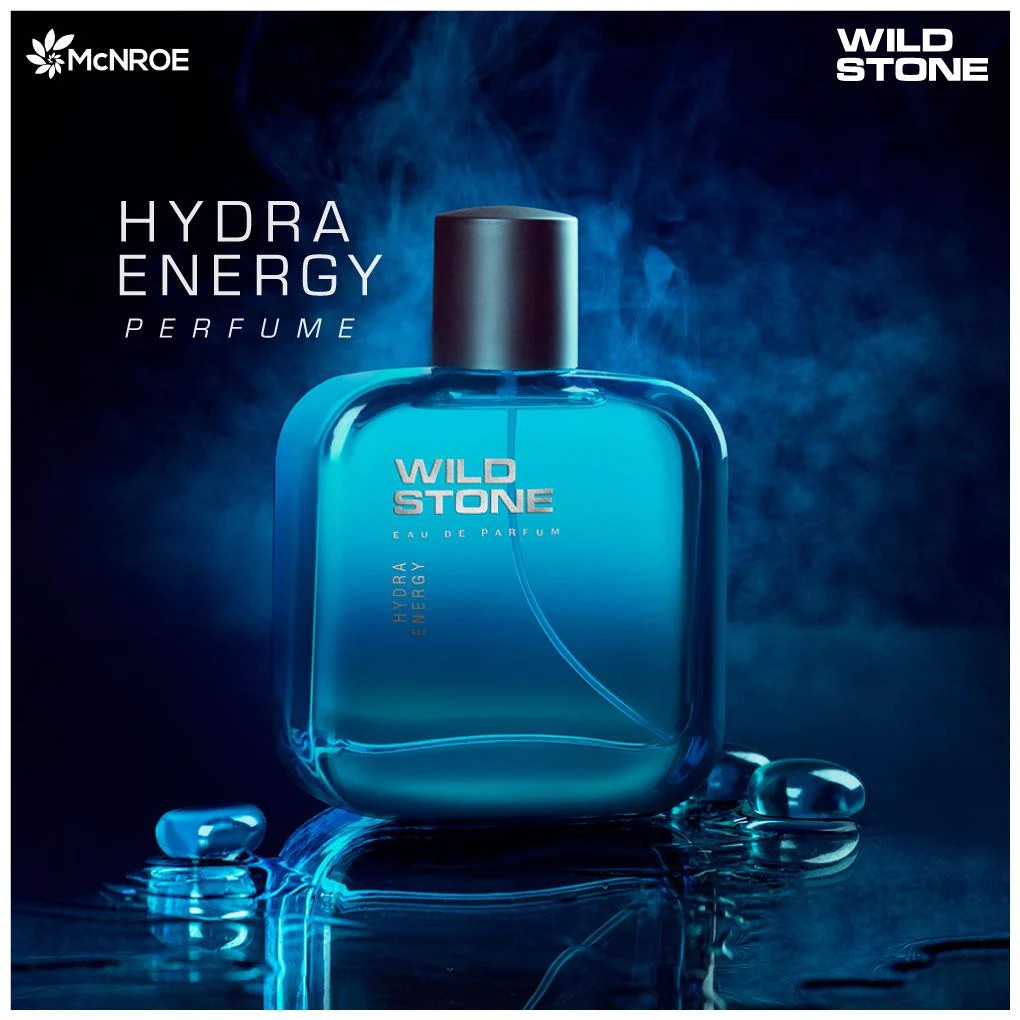 McNROE
WILD
STONE
HYDRA
ENERGY
PERFUME
WILD
STONE
EAU DE PARFUM
HYDRA
ENERGY